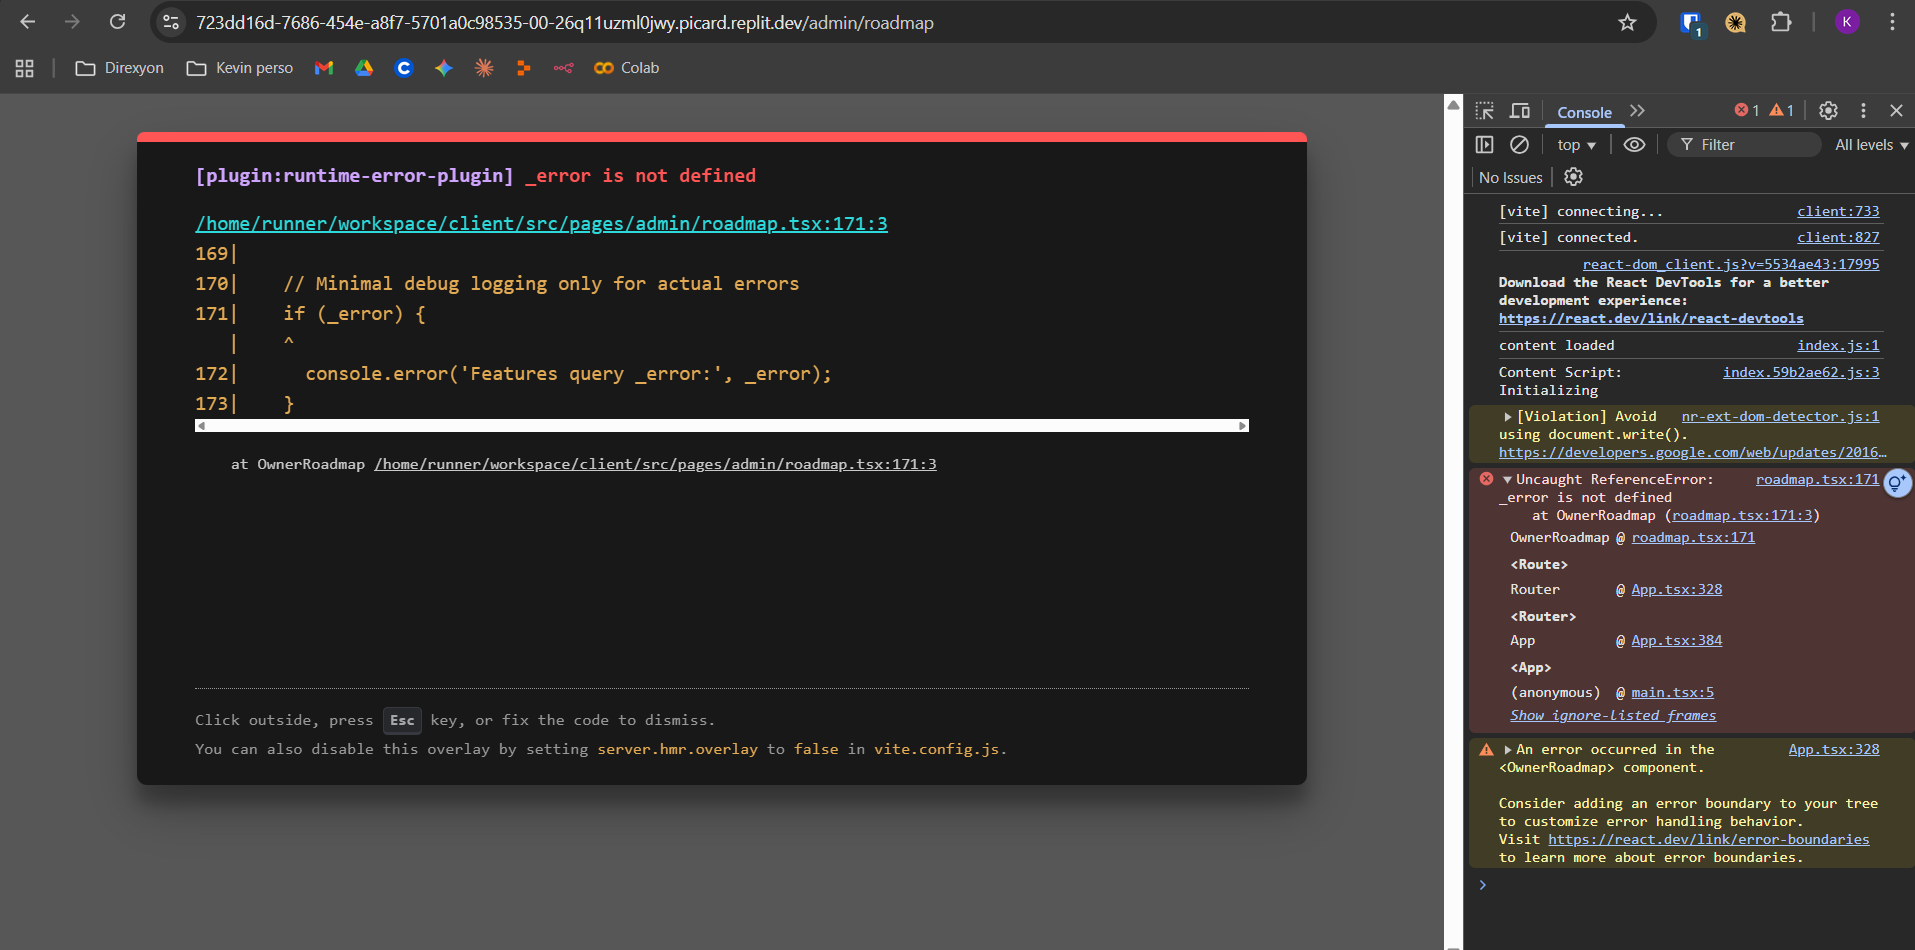 723dd16d-7686-454e-a8f7-5701a0c98535-00-26q11uzml0jwy.picard.replit.dev/admin/roadmap
1
K
Direxyon
Kevin perso
Colab
[plugin:runtime-error-plugin] _error is not defined
/home/runner/workspace/client/src/pages/admin/roadmap.tsx:171:3
169|
170|    // Minimal debug logging only for actual errors
171|    if (_error) {
   |    ^
172|      console.error('Features query _error:', _error);
173|    }
at OwnerRoadmap /home/runner/workspace/client/src/pages/admin/roadmap.tsx:171:3
Click outside, press Esc key, or fix the code to dismiss.
You can also disable this overlay by setting server.hmr.overlay to false in vite.config.js.
Console
1
1
top
Filter
All levels
No Issues
[vite] connecting... client:733
[vite] connected. client:827
react-dom_client.js?v=5534ae43:17995
Download the React DevTools for a better
development experience:
https://react.dev/link/react-devtools
content loaded index.js:1
Content Script: index.59b2ae62.js:3
Initializing
[Violation] Avoid nr-ext-dom-detector.js:1
using document.write().
https://developers.google.com/web/updates/2016…
Uncaught ReferenceError: roadmap.tsx:171
_error is not defined
at OwnerRoadmap (roadmap.tsx:171:3)
OwnerRoadmap @ roadmap.tsx:171
<Route>
Router @ App.tsx:328
<Router>
App @ App.tsx:384
<App>
(anonymous) @ main.tsx:5
Show ignore-listed frames
An error occurred in the App.tsx:328
<OwnerRoadmap> component.
Consider adding an error boundary to your tree
to customize error handling behavior.
Visit https://react.dev/link/error-boundaries
to learn more about error boundaries.